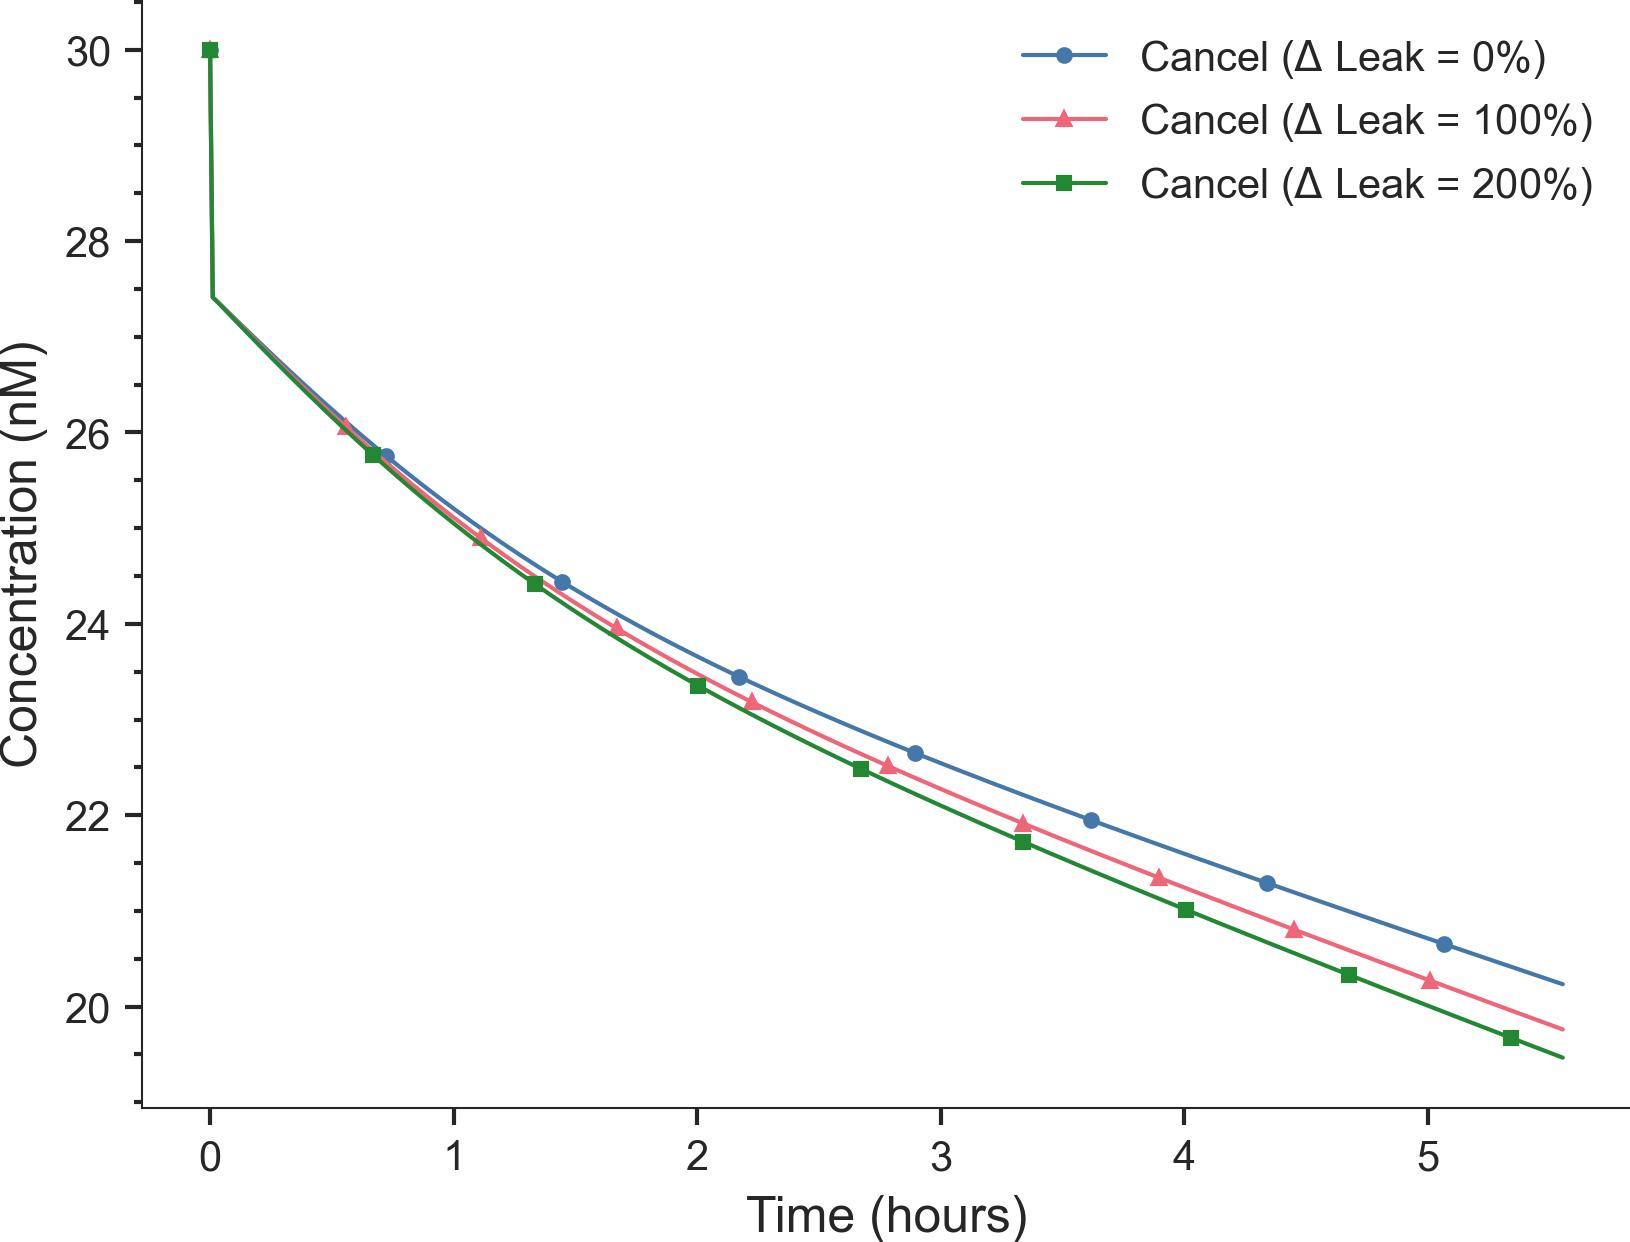 Cancel (Δ Leak = 0%)
Cancel (Δ Leak = 100%)
Cancel (Δ Leak = 200%)
Concentration (nM)
30
28
26
24
22
20
0 1 2 3 4 5
Time (hours)